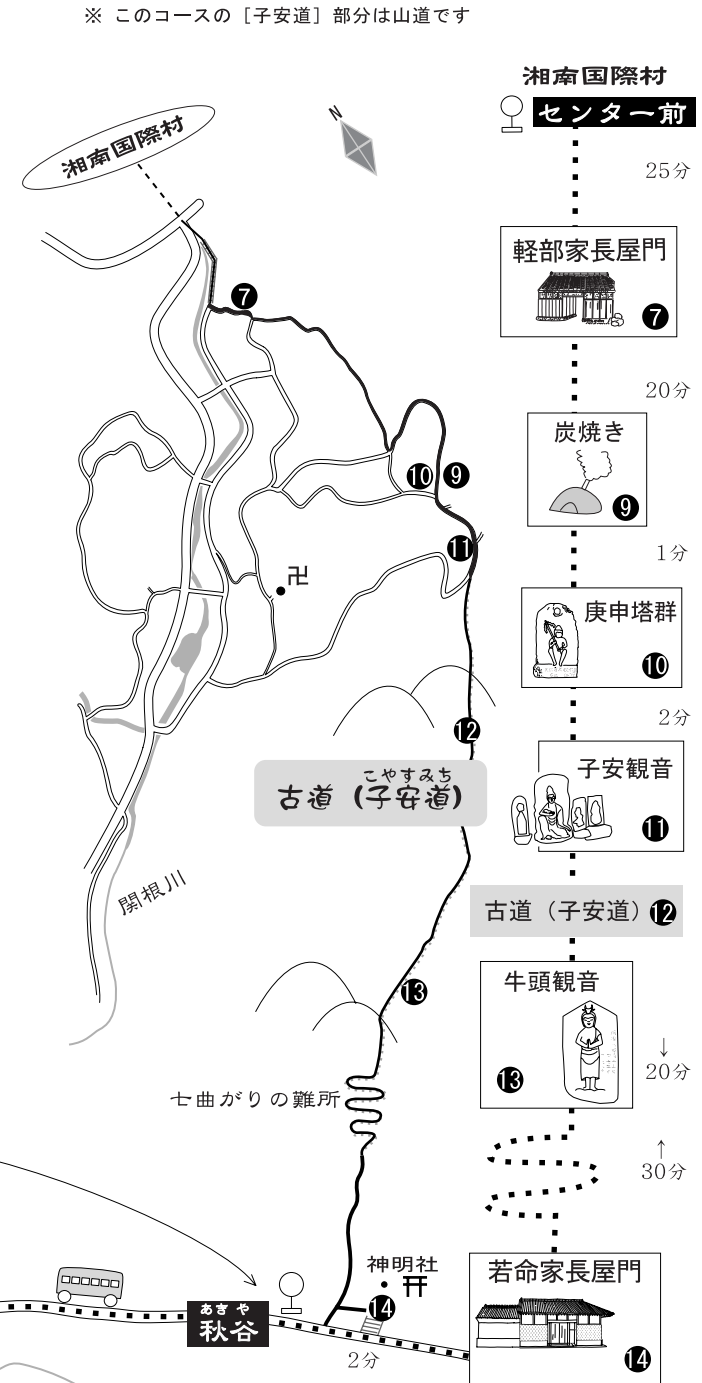 ※ このコースの［子安道］部分は山道です
湘南国際村
センター前
25分
軽部家長屋門
7
20分
炭焼き
9
1分
庚申塔群
10
2分
子安観音
11
古道（子安道）12
牛頭観音
13
↓
20分
↑
30分
若命家長屋門
14
湘南国際村
N
7
10
9
11
卍
12
こやすみち
古道（子安道）
関根川
13
七曲がりの難所
神明社
14
あきや
秋谷
2分